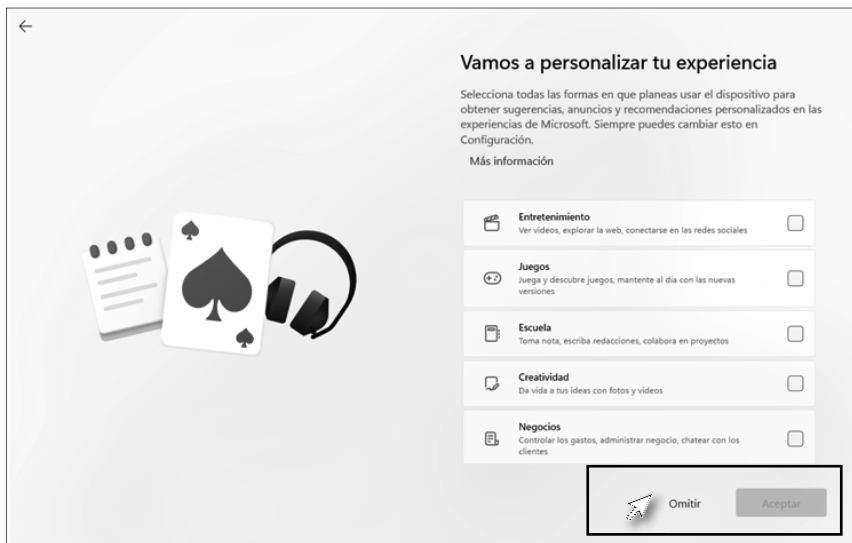 Vamos a personalizar tu experiencia
Selecciona todas las formas en que planeas usar el dispositivo para
obtener sugerencias, anuncios y recomendaciones personalizados en las
experiencias de Microsoft. Siempre puedes cambiar esto en
Configuración.
Más información
Entretenimiento
Ver vídeos, explorar la web, conectarse en las redes sociales
Juegos
Juega y descubre juegos, mantente al día con las nuevas
versiones
Escuela
Toma nota, escriba redacciones, colabora en proyectos
Creatividad
Da vida a tus ideas con fotos y vídeos
Negocios
Controlar los gastos, administrar negocio, chatear con los
clientes
Omitir
Aceptar